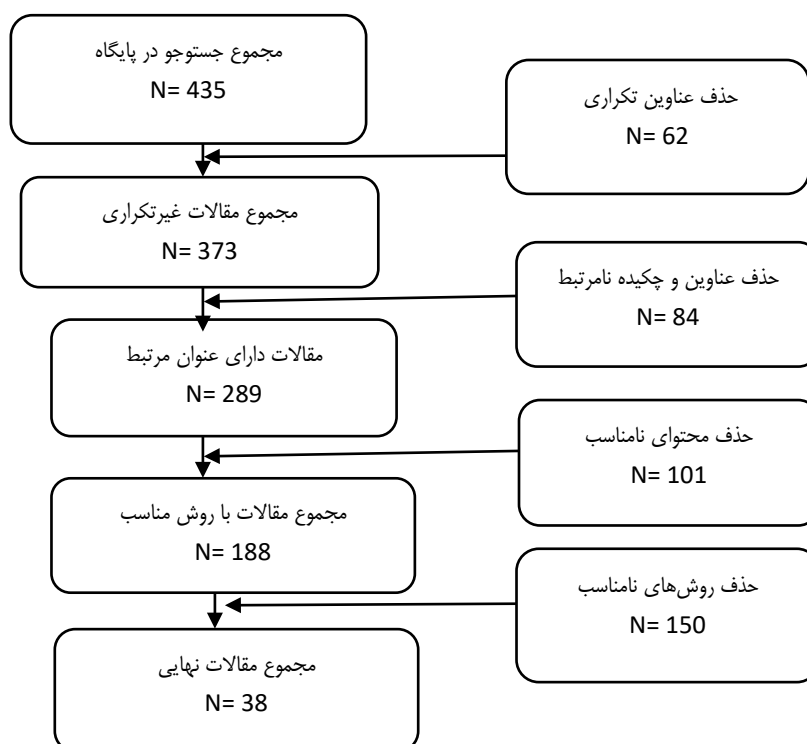 مجموع جستوجو در پایگاه
N= 435
حذف عناوین تکراری
N= 62
مجموع مقالات غیرتکراری
N= 373
حذف عناوین و چکیده نامرتبط
N= 84
مقالات دارای عنوان مرتبط
N= 289
حذف محتوای نامناسب
N= 101
مجموع مقالات با روش مناسب
N= 188
حذف روش‌های نامناسب
N= 150
مجموع مقالات نهایی
N= 38